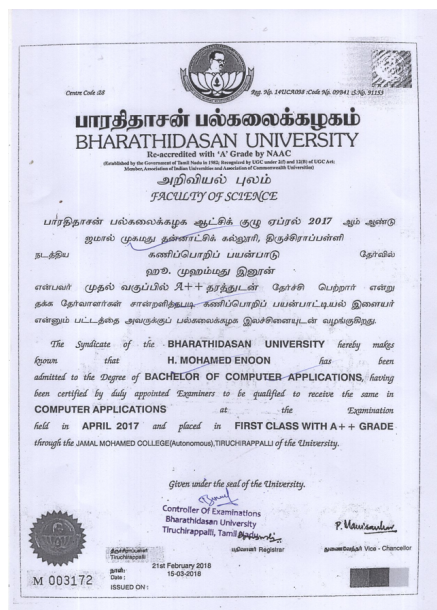 Centre Code :28
Reg. No. 14UCA098 :Code No. 09941 :S.No. 91153
பாரதிதாசன் பல்கலைக்கழகம்
BHARATHIDASAN UNIVERSITY
Re-accredited with ‘A’ Grade by NAAC
(Established by the Government of Tamil Nadu in 1982; Recognized by UGC under 2(f) and 12(B) of UGC Act;
Member, Association of Indian Universities and Association of Commonwealth Universities)
அறிவியல் புலம்
FACULTY OF SCIENCE
பாரதிதாசன் பல்கலைக்கழக ஆட்சிக் குழு ஏப்ரல் 2017 ஆம் ஆண்டு
ஜமால் முகமது தன்னாட்சிக் கல்லூரி, திருச்சிராப்பள்ளி
நடத்திய கணிப்பொறிப் பயன்பாடு தேர்வில்
ஹூ. முஹம்மது இனூன்
என்பவர் முதல் வகுப்பில் A++ தரத்துடன் தேர்ச்சி பெற்றார் என்று
தக்க தேர்வாளர்கள் சான்றளித்தபடி கணிப்பொறிப் பயன்பாட்டியல் இளையர்
என்னும் பட்டத்தை அவருக்குப் பல்கலைக்கழக இலச்சினையுடன் வழங்குகிறது.
The Syndicate of the BHARATHIDASAN UNIVERSITY hereby makes
known that H. MOHAMED ENOON has been
admitted to the Degree of BACHELOR OF COMPUTER APPLICATIONS, having
been certified by duly appointed Examiners to be qualified to receive the same in
COMPUTER APPLICATIONS at the Examination
held in APRIL 2017 and placed in FIRST CLASS WITH A++ GRADE
through the JAMAL MOHAMED COLLEGE(Autonomous),TIRUCHIRAPPALLI of the University.
Given under the seal of the University.
Controller Of Examinations
Bharathidasan University
Tiruchirappalli, Tamil
திருச்சிராப்பள்ளி
Tiruchirappalli
பதிவாளர் Registrar
துணைவேந்தர் Vice - Chancellor
நாள்:
Date :
21st February 2018
15-03-2018
ISSUED ON :
M 003172